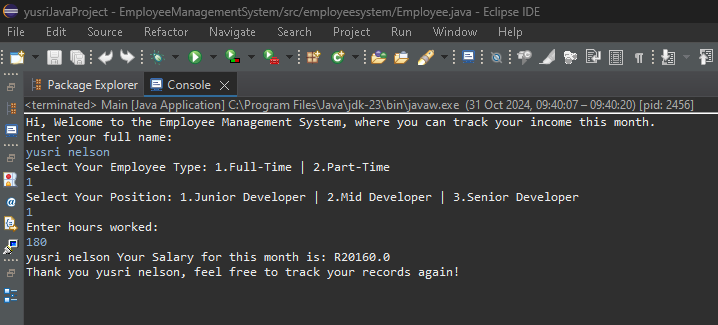 yusriJavaProject - EmployeeManagementSystem/src/employeesystem/Employee.java - Eclipse IDE
File Edit Source Refactor Navigate Search Project Run Window Help
Package Explorer Console
<terminated> Main [Java Application] C:\Program Files\Java\jdk-23\bin\javaw.exe (31 Oct 2024, 09:40:07 – 09:40:20) [pid: 2456]
Hi, Welcome to the Employee Management System, where you can track your income this month.
Enter your full name:
yusri nelson
Select Your Employee Type: 1.Full-Time | 2.Part-Time
1
Select Your Position: 1.Junior Developer | 2.Mid Developer | 3.Senior Developer
1
Enter hours worked:
180
yusri nelson Your Salary for this month is: R20160.0
Thank you yusri nelson, feel free to track your records again!